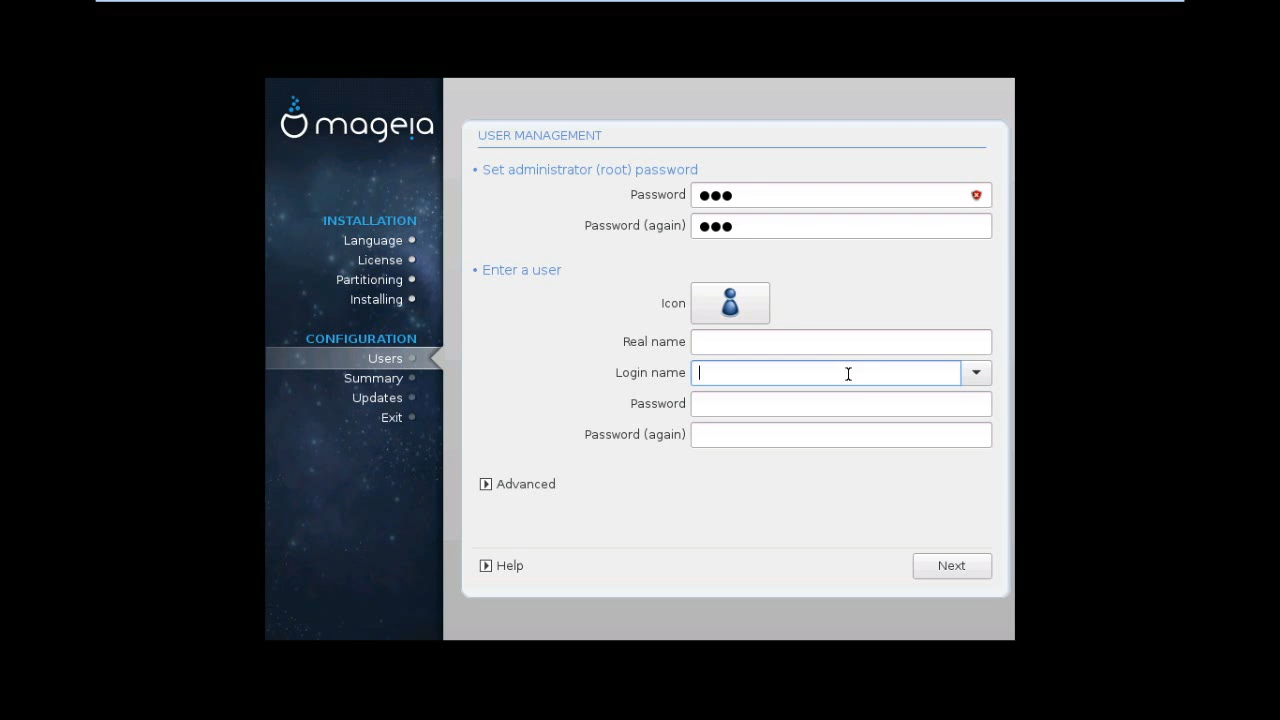 mageia
INSTALLATION
Language
License
Partitioning
Installing
CONFIGURATION
Users
Summary
Updates
Exit
USER MANAGEMENT
• Set administrator (root) password
Password ●●●
Password (again) ●●●
• Enter a user
Icon
Real name
Login name
Password
Password (again)
Advanced
Help
Next